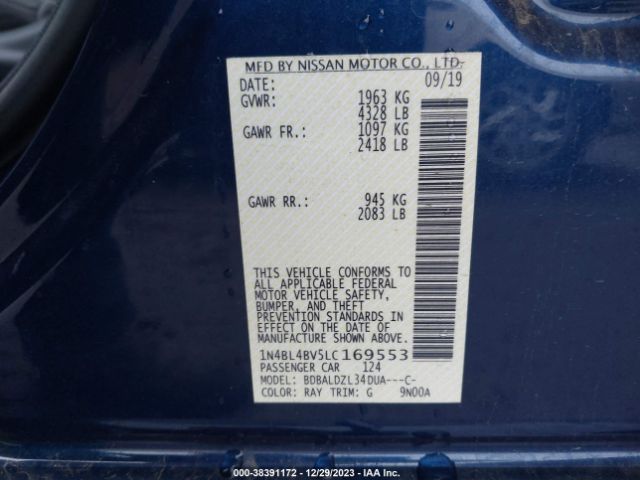 MFD BY NISSAN MOTOR CO., LTD.
DATE: 09/19
GVWR: 1963 KG
4328 LB
GAWR FR.: 1097 KG
2418 LB
GAWR RR.: 945 KG
2083 LB
THIS VEHICLE CONFORMS TO
ALL APPLICABLE FEDERAL
MOTOR VEHICLE SAFETY,
BUMPER, AND THEFT
PREVENTION STANDARDS IN
EFFECT ON THE DATE OF
MANUFACTURE SHOWN ABOVE.
1N4BL4BV5LC169553
PASSENGER CAR 124
MODEL: BDBALDZL34DUA---C-
COLOR: RAY TRIM: G 9N00A
000-38391172 - 12/29/2023 - IAAI.COM